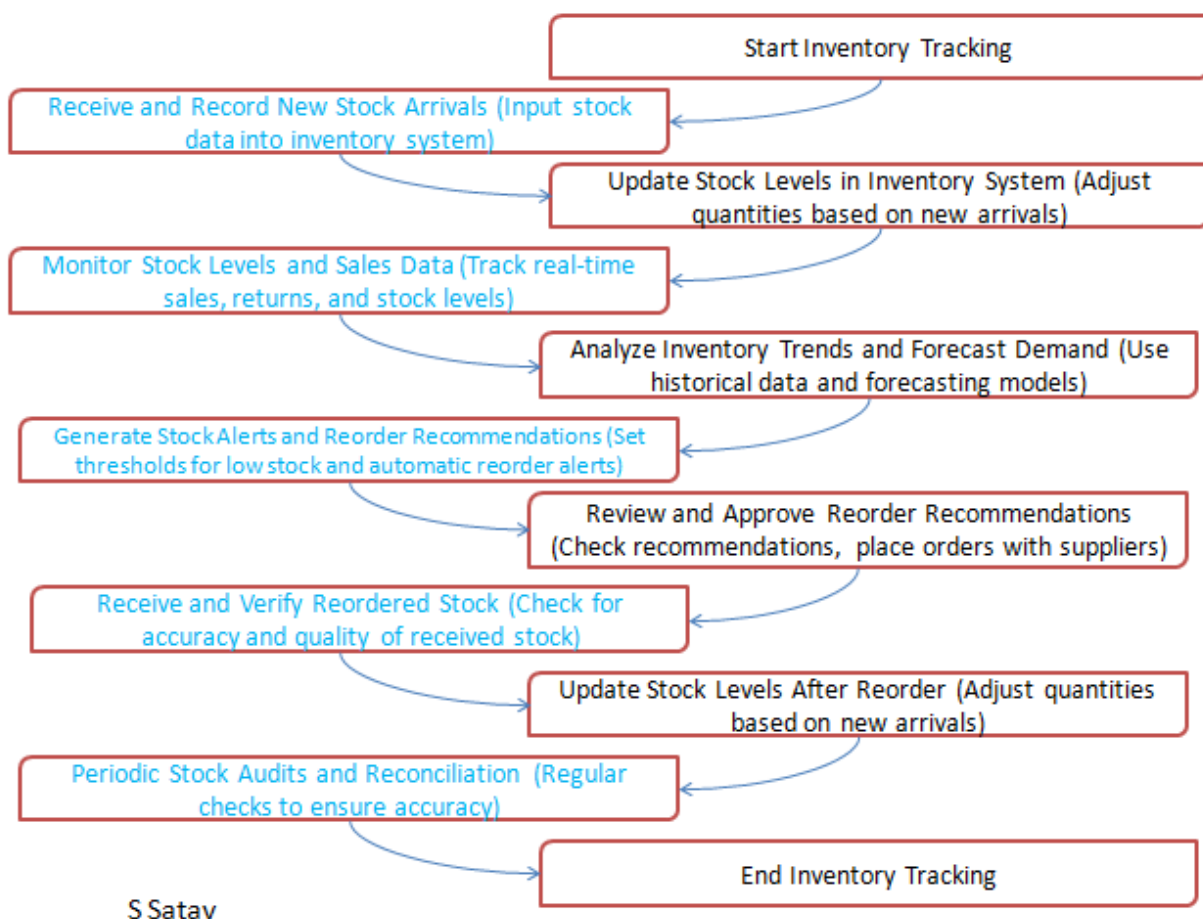 Start Inventory Tracking
Receive and Record New Stock Arrivals (Input stock
data into inventory system)
Update Stock Levels in Inventory System (Adjust
quantities based on new arrivals)
Monitor Stock Levels and Sales Data (Track real-time
sales, returns, and stock levels)
Analyze Inventory Trends and Forecast Demand (Use
historical data and forecasting models)
Generate Stock Alerts and Reorder Recommendations (Set
thresholds for low stock and automatic reorder alerts)
Review and Approve Reorder Recommendations
(Check recommendations, place orders with suppliers)
Receive and Verify Reordered Stock (Check for
accuracy and quality of received stock)
Update Stock Levels After Reorder (Adjust quantities
based on new arrivals)
Periodic Stock Audits and Reconciliation (Regular
checks to ensure accuracy)
End Inventory Tracking
S Satav